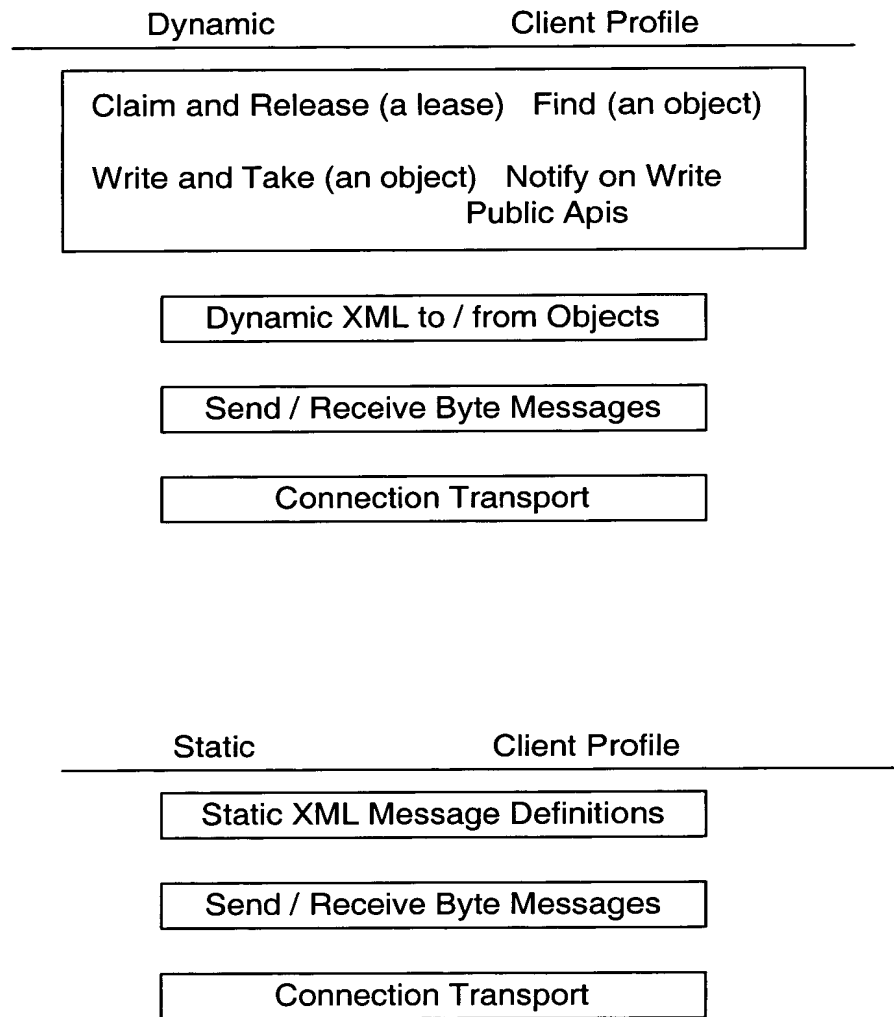 Dynamic Client Profile
Claim and Release (a lease) Find (an object)
Write and Take (an object) Notify on Write
Public Apis
Dynamic XML to / from Objects
Send / Receive Byte Messages
Connection Transport
Static Client Profile
Static XML Message Definitions
Send / Receive Byte Messages
Connection Transport